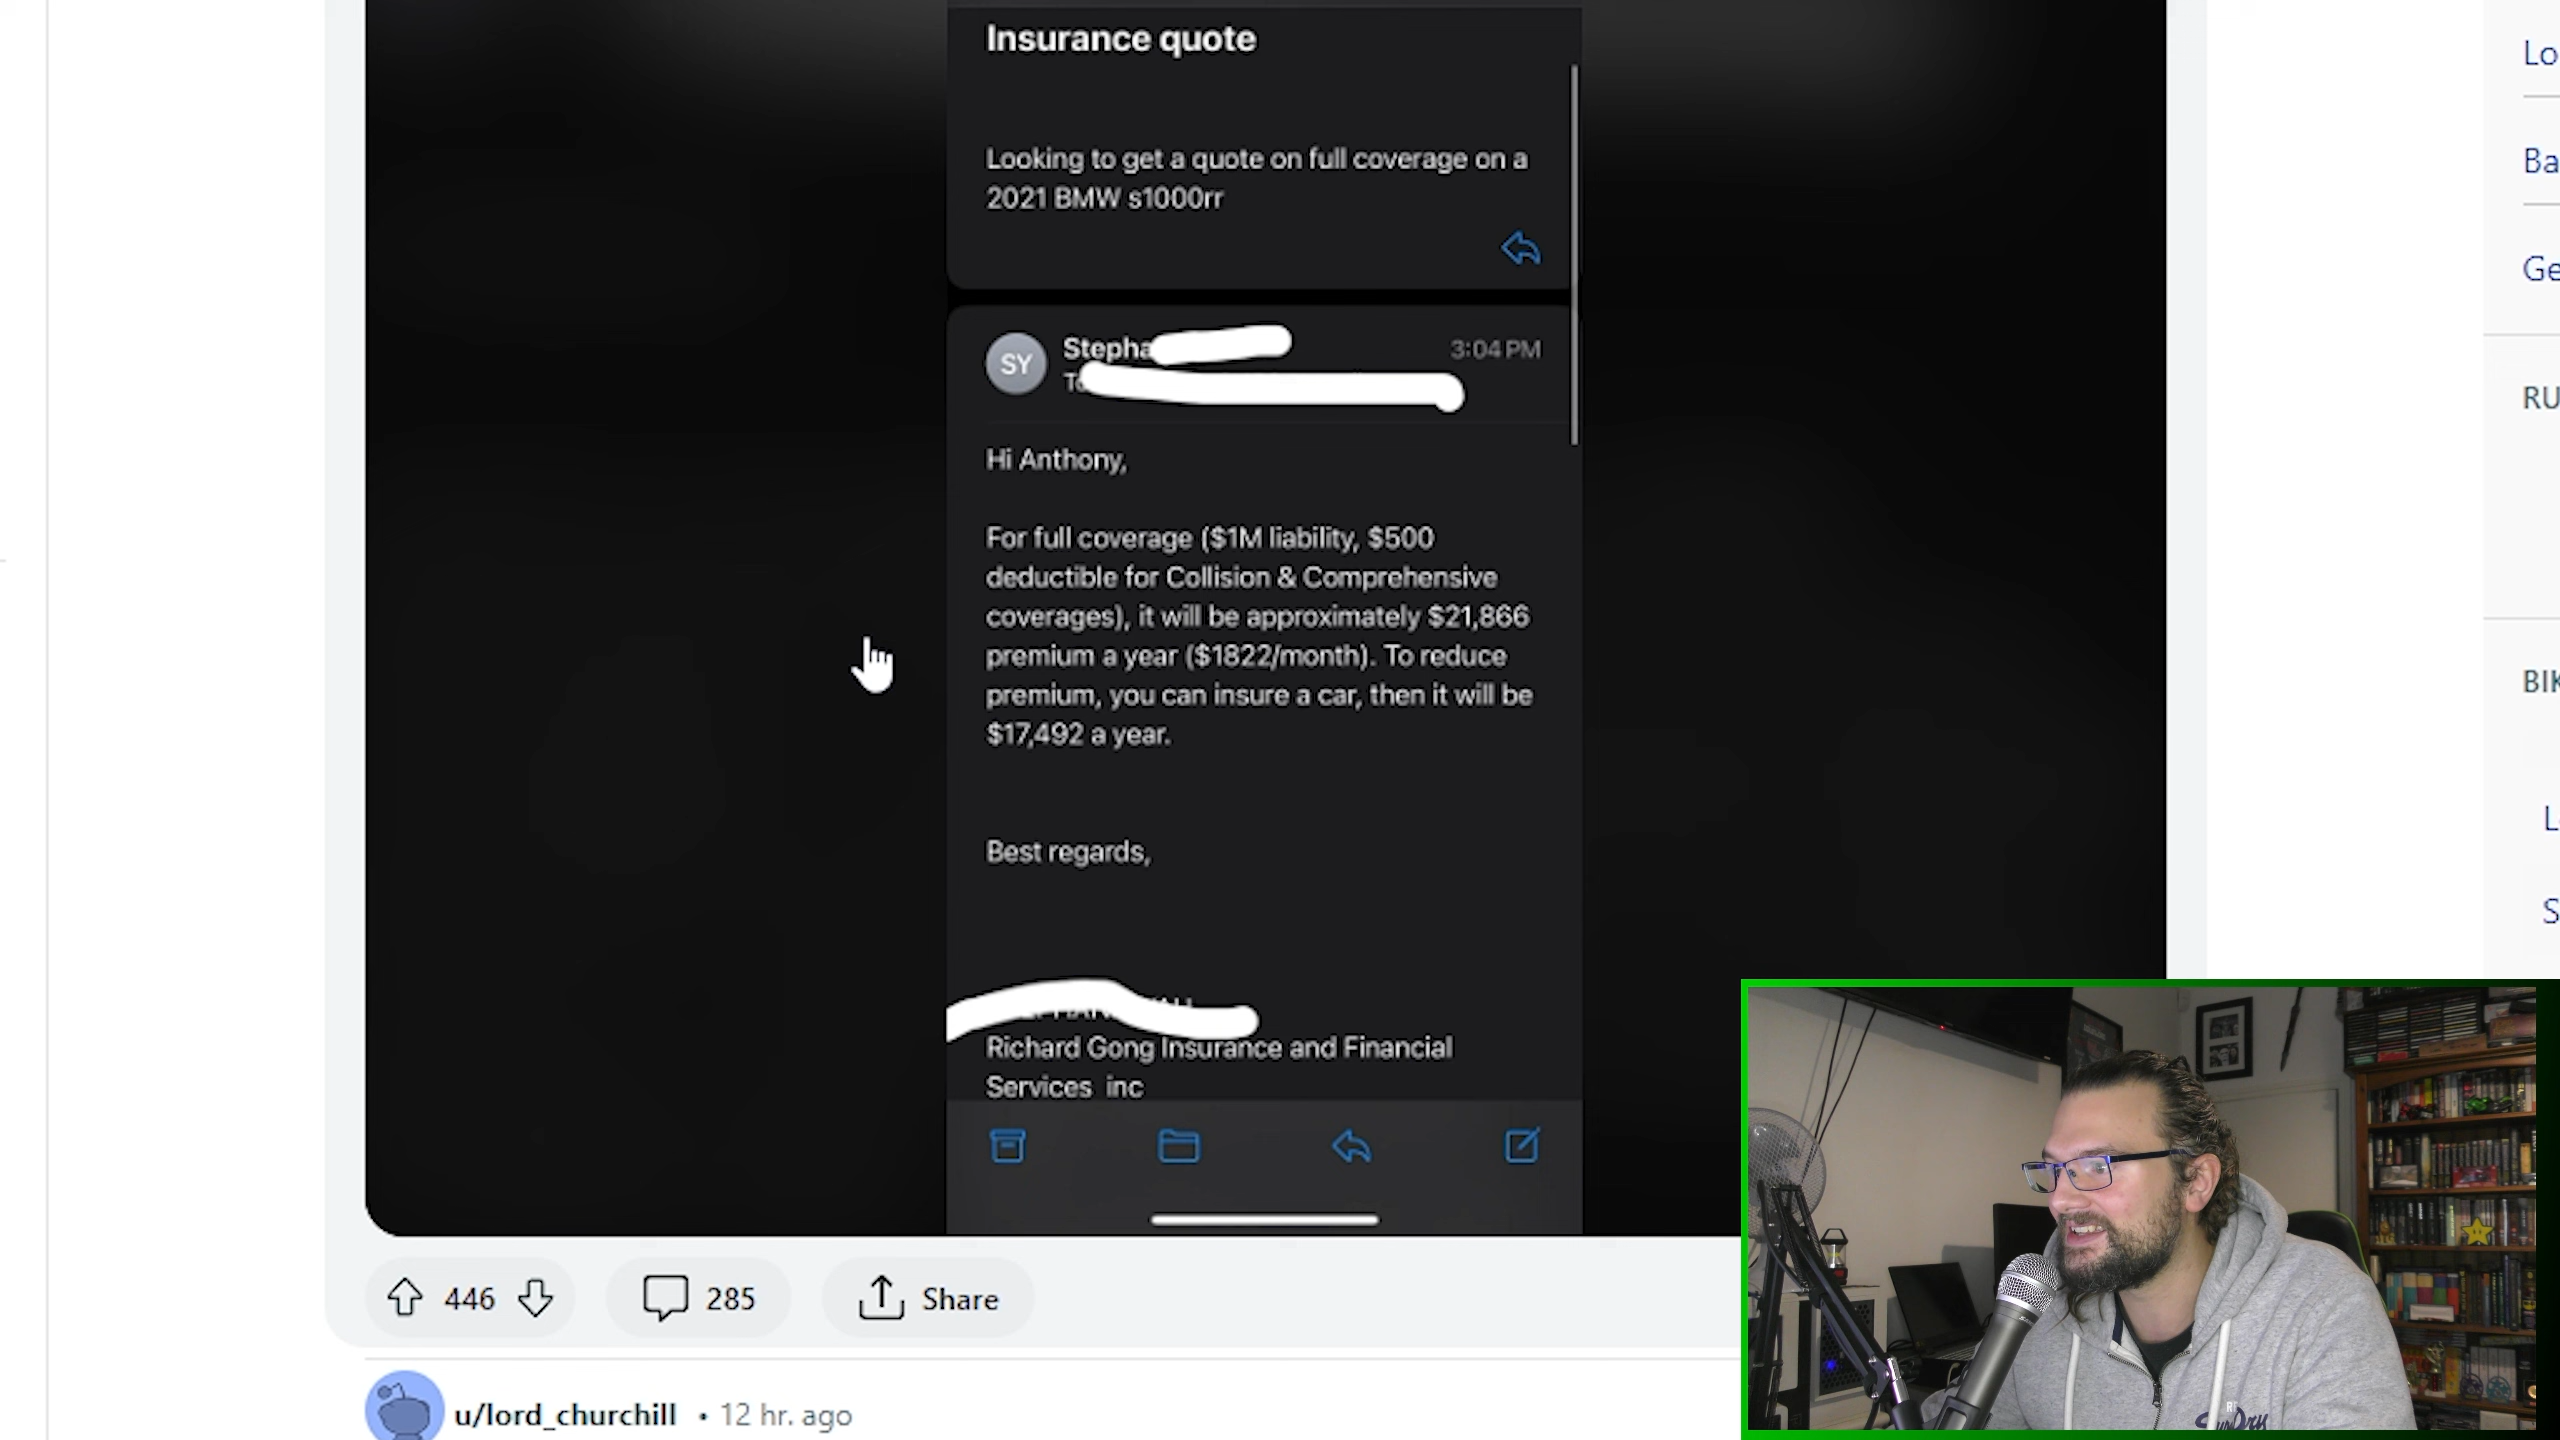 Insurance quote
Looking to get a quote on full coverage on a
2021 BMW s1000rr
SY
Stepha
3:04 PM
Hi Anthony,
For full coverage ($1M liability, $500
deductible for Collision & Comprehensive
coverages), it will be approximately $21,866
premium a year ($1822/month). To reduce
premium, you can insure a car, then it will be
$17,492 a year.
Best regards,
Richard Gong Insurance and Financial
Services inc
446
285
Share
u/lord_churchill • 12 hr. ago
Lo
Ba
Ge
RU
BIK
L
S